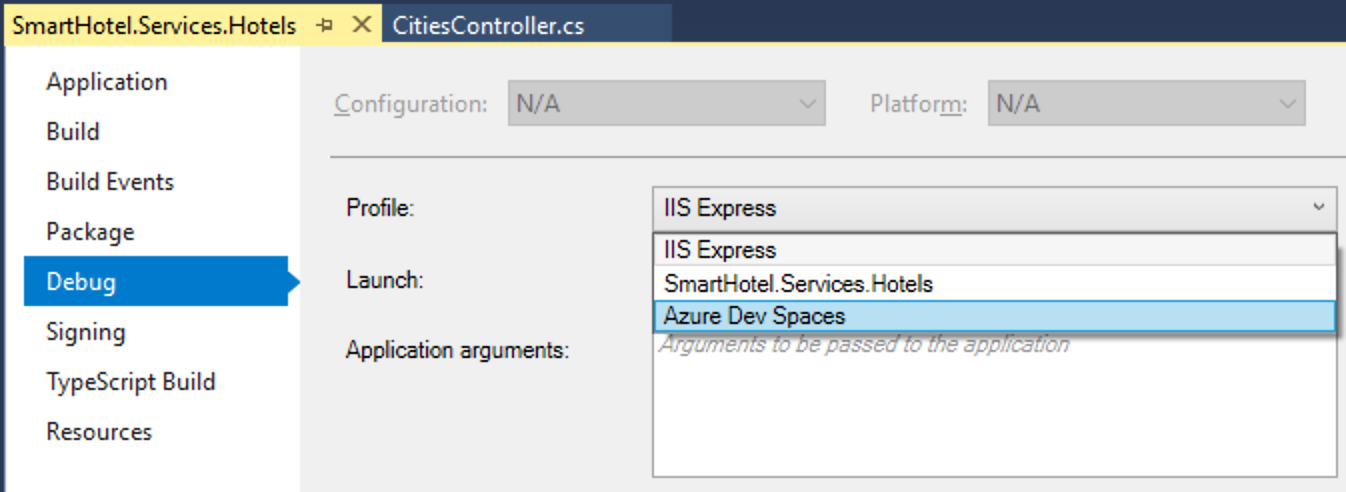 SmartHotel.Services.Hotels CitiesController.cs
Application
Build
Build Events
Package
Debug
Signing
TypeScript Build
Resources
Configuration: N/A Platform: N/A
Profile: IIS Express
IIS Express
Launch: SmartHotel.Services.Hotels
Azure Dev Spaces
Application arguments: Arguments to be passed to the application